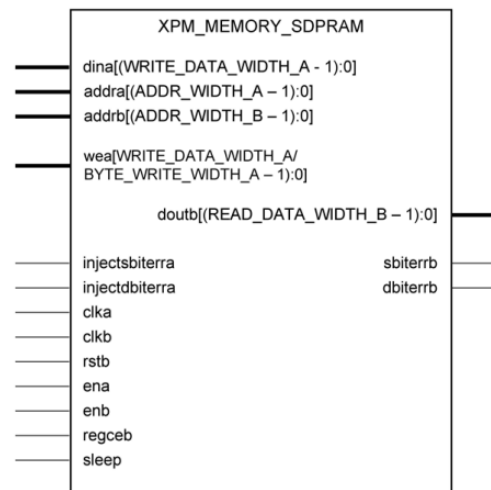 XPM_MEMORY_SDPRAM
dina[(WRITE_DATA_WIDTH_A - 1):0]
addra[(ADDR_WIDTH_A – 1):0]
addrb[(ADDR_WIDTH_B – 1):0]
wea[WRITE_DATA_WIDTH_A/
BYTE_WRITE_WIDTH_A – 1):0]
doutb[(READ_DATA_WIDTH_B – 1):0]
injectsbiterra sbiterrb
injectdbiterra dbiterrb
clka
clkb
rstb
ena
enb
regceb
sleep